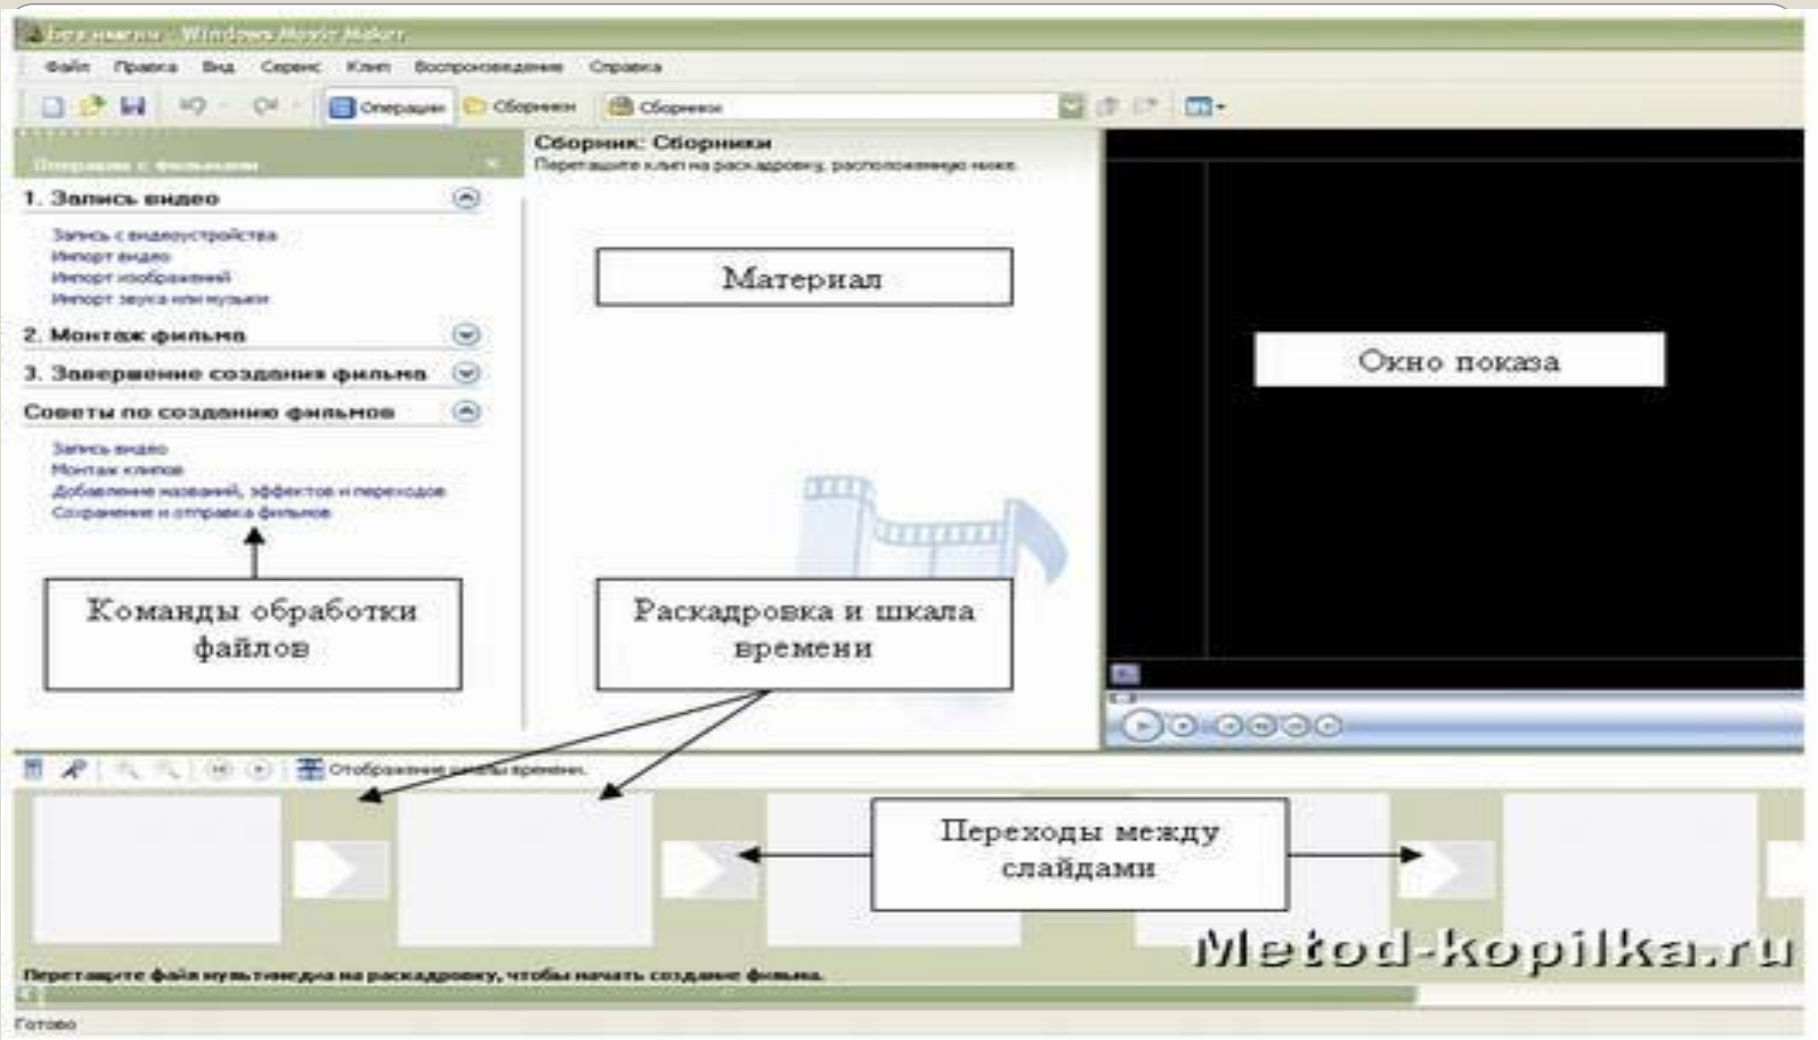 Без имени - Windows Movie Maker
Файл Правка Вид Сервис Клип Воспроизведение Справка
Операции Сборники Сборники
Операции с фильмами
Сборник: Сборники
Перетащите клип на раскадровку, расположенную ниже.
1. Запись видео
Запись с видеоустройства
Импорт видео
Импорт изображений
Импорт звука или музыки
2. Монтаж фильма
3. Завершение создания фильма
Советы по созданию фильмов
Запись видео
Монтаж клипов
Добавление названий, эффектов и переходов
Сохранение и отправка фильмов
Материал
Окно показа
Команды обработки
файлов
Раскадровка и шкала
времени
Отображение шкалы времени.
Переходы между
слайдами
Metod-kopilka.ru
Перетащите файл мультимедиа на раскадровку, чтобы начать создание фильма.
Готово